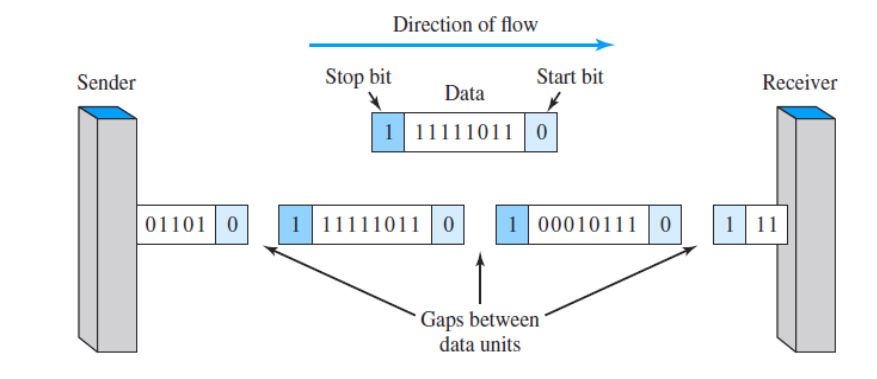 Direction of flow
Sender
Stop bit
Start bit
Data
Receiver
1 11111011 0
01101 0
1 11111011 0
1 00010111 0
1 11
Gaps between
data units